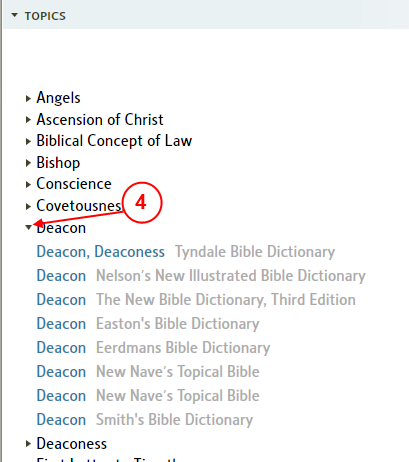 TOPICS
Angels
Ascension of Christ
Biblical Concept of Law
Bishop
Conscience
Covetousnes 4
Deacon
Deacon, Deaconess Tyndale Bible Dictionary
Deacon Nelson's New Illustrated Bible Dictionary
Deacon The New Bible Dictionary, Third Edition
Deacon Easton's Bible Dictionary
Deacon Eerdmans Bible Dictionary
Deacon New Nave's Topical Bible
Deacon New Nave's Topical Bible
Deacon Smith's Bible Dictionary
Deaconess